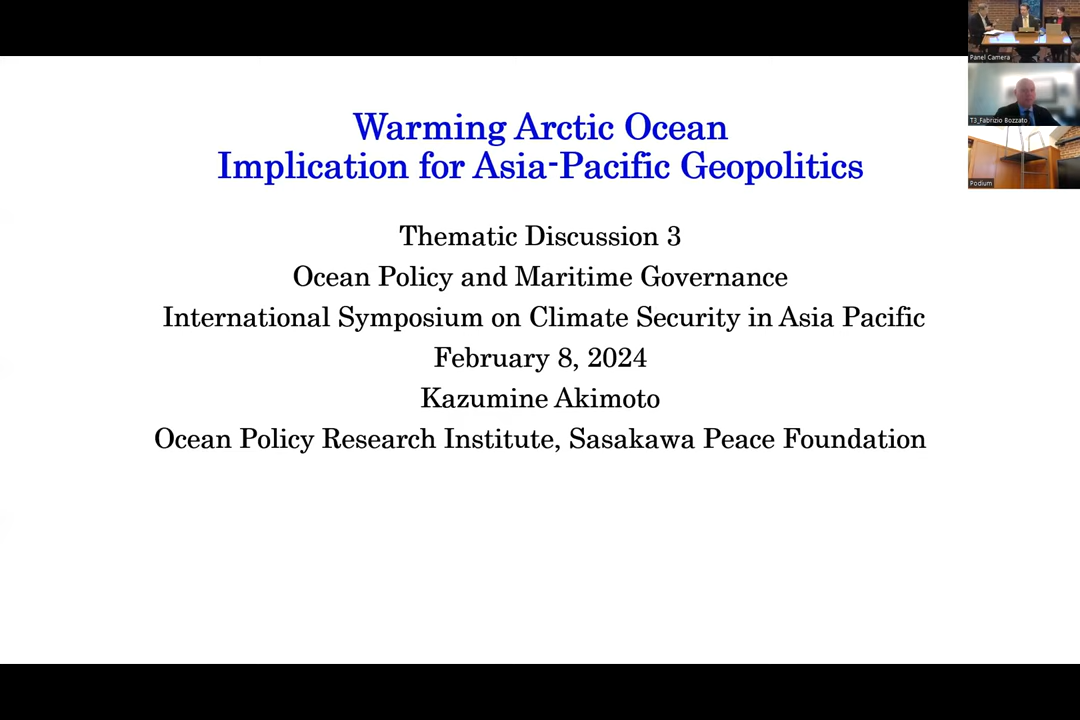 Warming Arctic Ocean
Implication for Asia-Pacific Geopolitics
Thematic Discussion 3
Ocean Policy and Maritime Governance
International Symposium on Climate Security in Asia Pacific
February 8, 2024
Kazumine Akimoto
Ocean Policy Research Institute, Sasakawa Peace Foundation
Panel Camera
T3_Fabrizio Bozzato
Podium